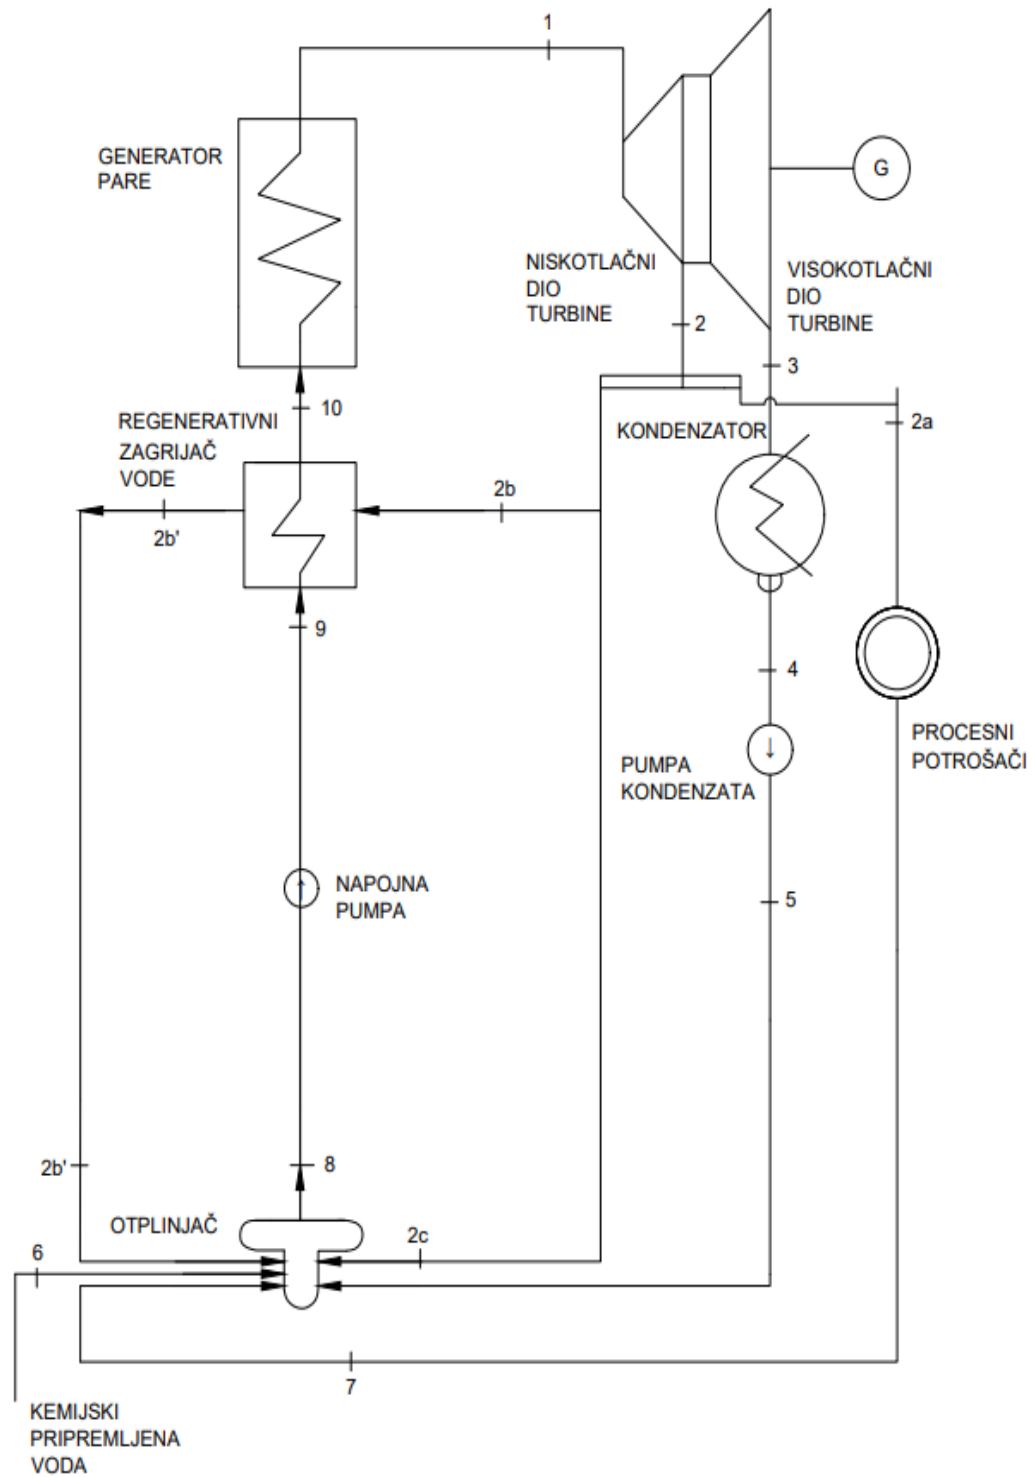 1
GENERATOR
PARE
G
NISKOTLAČNI
DIO
TURBINE
VISOKOTLAČNI
DIO
TURBINE
2
3
10
REGENERATIVNI
ZAGRIJAČ
VODE
KONDENZATOR
2a
2b
2b'
9
4
PROCESNI
POTROŠAČI
PUMPA
KONDENZATA
NAPOJNA
PUMPA
5
2b'
8
OTPLINJAČ
2c
6
7
KEMIJSKI
PRIPREMLJENA
VODA